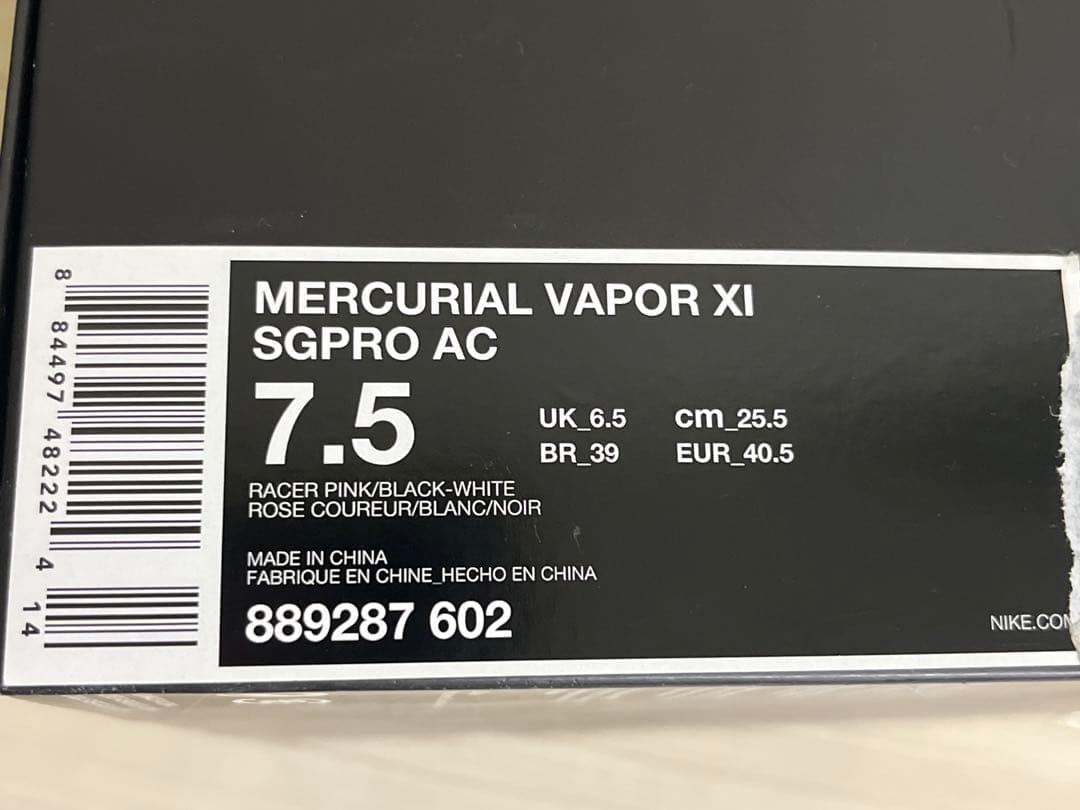 MERCURIAL VAPOR XI
SGPRO AC
7.5
UK_6.5 cm_25.5
BR_39 EUR_40.5
RACER PINK/BLACK-WHITE
ROSE COUREUR/BLANC/NOIR
MADE IN CHINA
FABRIQUE EN CHINE_HECHO EN CHINA
889287 602
NIKE.COM
8 84497 48222 4 14